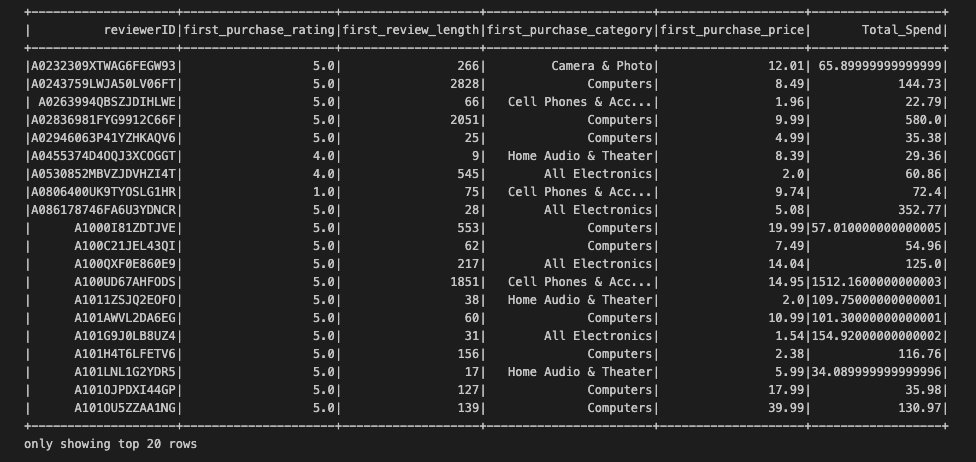 +------------------+---------------------+-------------------+-----------------------+--------------------+------------------+
|        reviewerID|first_purchase_rating|first_review_length|first_purchase_category|first_purchase_price|       Total_Spend|
+------------------+---------------------+-------------------+-----------------------+--------------------+------------------+
|A0232309XTWAG6FEGW93|                  5.0|                266|         Camera & Photo|               12.01| 65.89999999999999|
|A0243759LWJA50LV06FT|                  5.0|               2828|              Computers|                8.49|            144.73|
| A0263994QBSZJDIHLWE|                  5.0|                 66|   Cell Phones & Acc...|                1.96|             22.79|
|A02836981FYG9912C66F|                  5.0|               2051|              Computers|                9.99|             580.0|
|A02946063P41YZHKAQV6|                  5.0|                 25|              Computers|                4.99|             35.38|
|A0455374D4OQJ3XCOGGT|                  4.0|                  9|   Home Audio & Theater|                8.39|             29.36|
|A0530852MBVZJDVHZI4T|                  4.0|                545|        All Electronics|                 2.0|             60.86|
|A0806400UK9TYOSLG1HR|                  1.0|                 75|   Cell Phones & Acc...|                9.74|              72.4|
|A086178746FA6U3YDNCR|                  5.0|                 28|        All Electronics|                5.08|            352.77|
|      A1000I81ZDTJVE|                  5.0|                553|              Computers|               19.99|57.010000000000005|
|      A100C21JEL43QI|                  5.0|                 62|              Computers|                7.49|             54.96|
|      A100QXF0E860E9|                  5.0|                217|        All Electronics|               14.04|             125.0|
|      A100UD67AHFODS|                  5.0|               1851|   Cell Phones & Acc...|               14.95|1512.1600000000003|
|      A1011ZSJQ2EOFO|                  5.0|                 38|   Home Audio & Theater|                 2.0|109.75000000000001|
|      A101AWVL2DA6EG|                  5.0|                 60|              Computers|               10.99|101.30000000000001|
|      A101G9J0LB8UZ4|                  5.0|                 31|        All Electronics|                1.54|154.92000000000002|
|      A101H4T6LFETV6|                  5.0|                156|              Computers|                2.38|            116.76|
|      A101LNL1G2YDR5|                  5.0|                 17|   Home Audio & Theater|                5.99|34.089999999999996|
|      A101OJPDXI44GP|                  5.0|                127|              Computers|               17.99|             35.98|
|      A101OU5ZZAA1NG|                  5.0|                139|              Computers|               39.99|            130.97|
+------------------+---------------------+-------------------+-----------------------+--------------------+------------------+
only showing top 20 rows